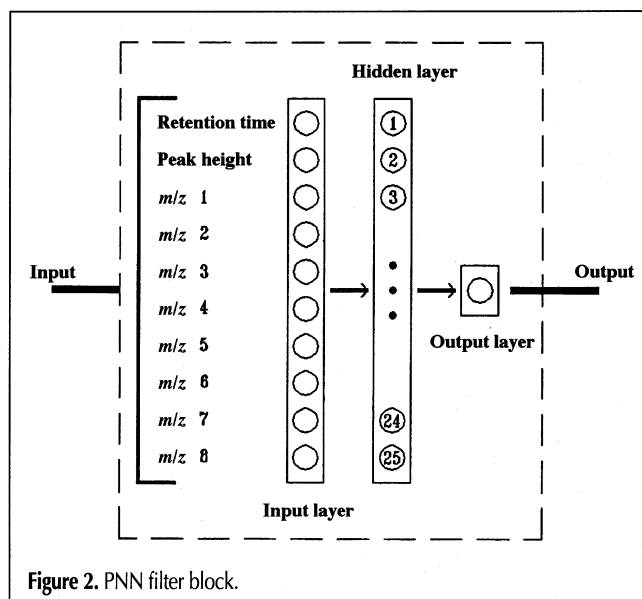 Hidden layer
Retention time
Peak height
m/z 1
m/z 2
m/z 3
m/z 4
m/z 5
m/z 6
m/z 7
m/z 8
1
2
3
24
25
Input
Output
Output layer
Input layer
Figure 2. PNN filter block.